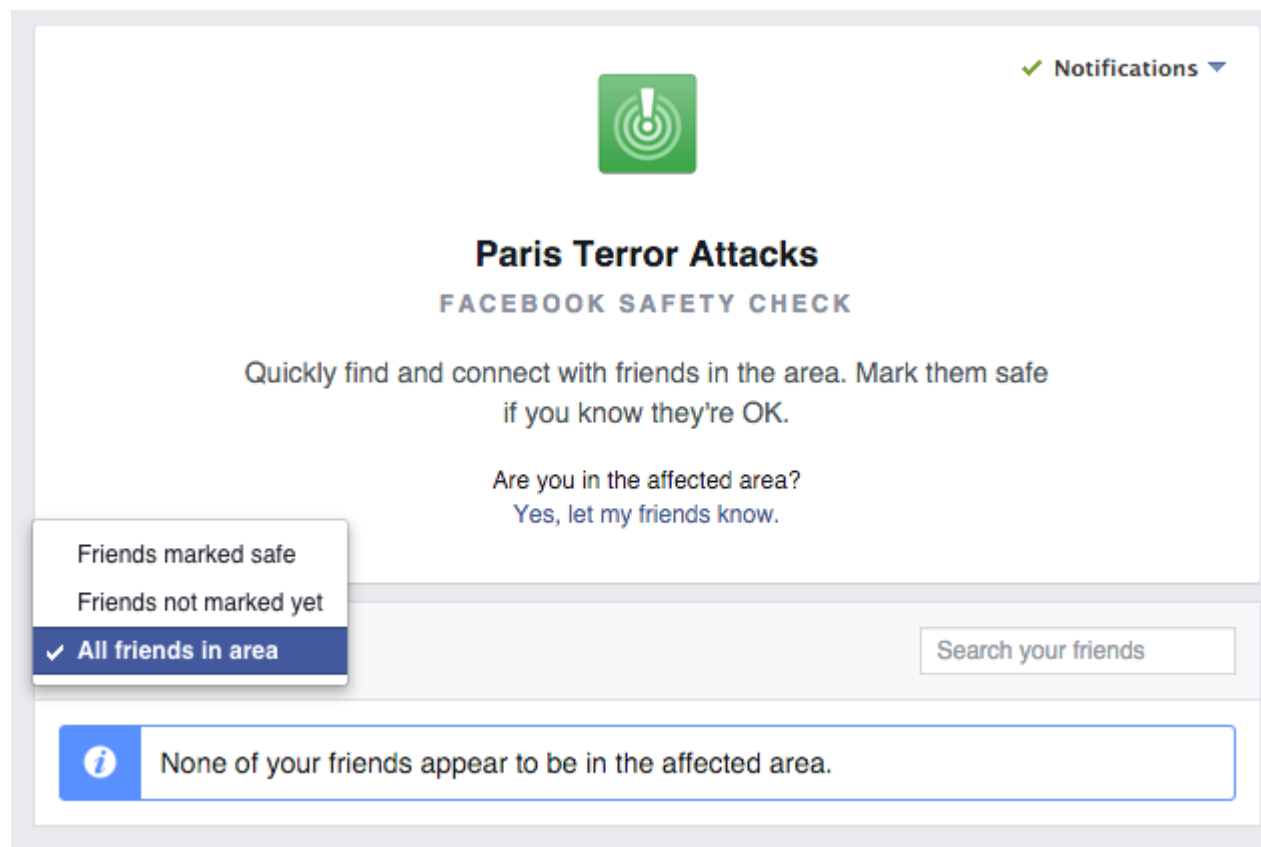 Notifications
Paris Terror Attacks
FACEBOOK SAFETY CHECK
Quickly find and connect with friends in the area. Mark them safe
if you know they're OK.
Are you in the affected area?
Yes, let my friends know.
Friends marked safe
Friends not marked yet
All friends in area
Search your friends
None of your friends appear to be in the affected area.